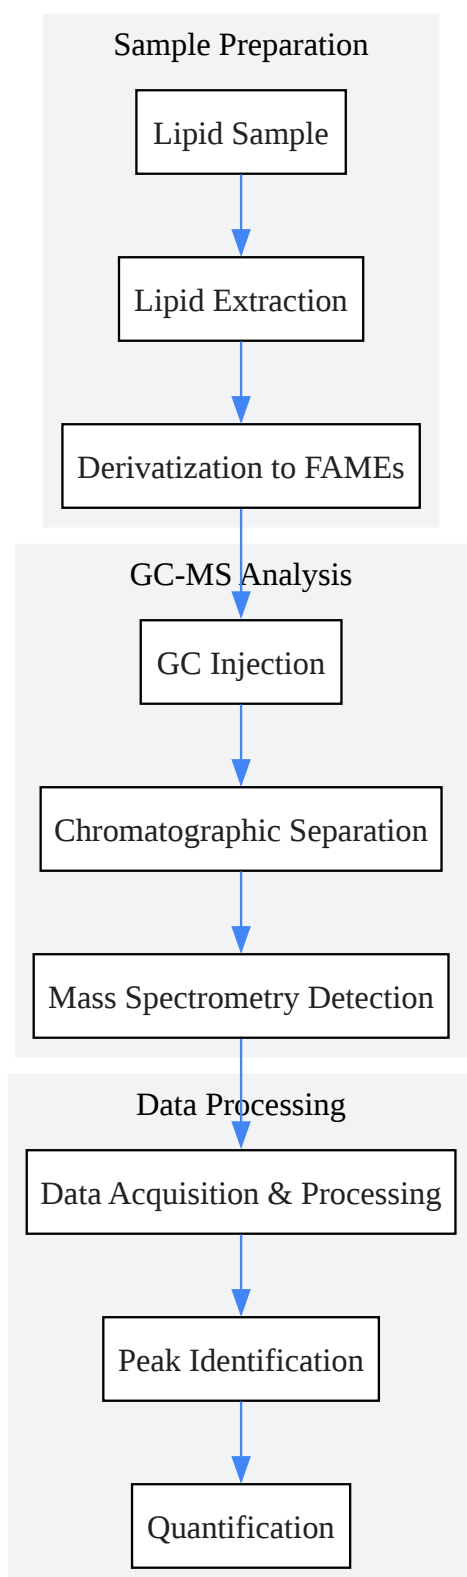 Sample Preparation
Lipid Sample
Lipid Extraction
Derivatization to FAMEs
GC-MS Analysis
GC Injection
Chromatographic Separation
Mass Spectrometry Detection
Data Processing
Data Acquisition & Processing
Peak Identification
Quantification